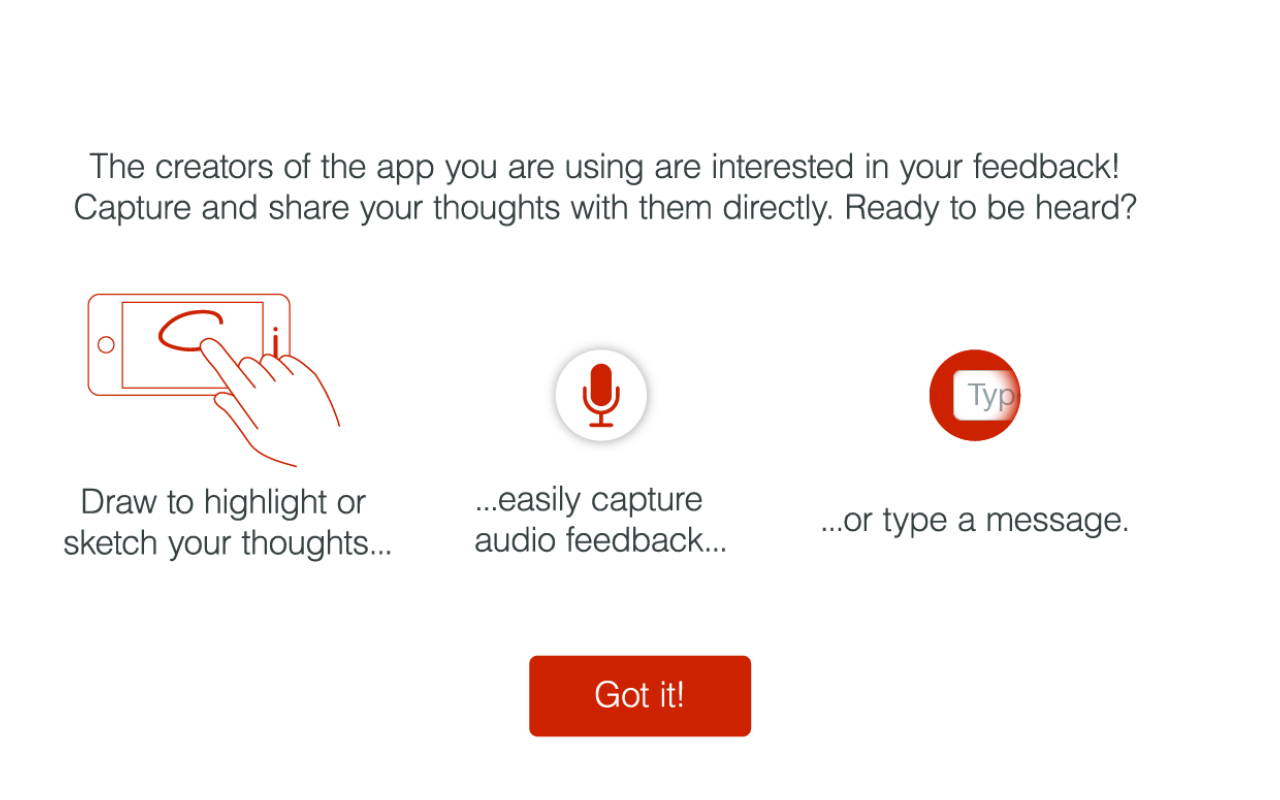 The creators of the app you are using are interested in your feedback!
Capture and share your thoughts with them directly. Ready to be heard?
Draw to highlight or
sketch your thoughts...
...easily capture
audio feedback...
Typ
...or type a message.
Got it!